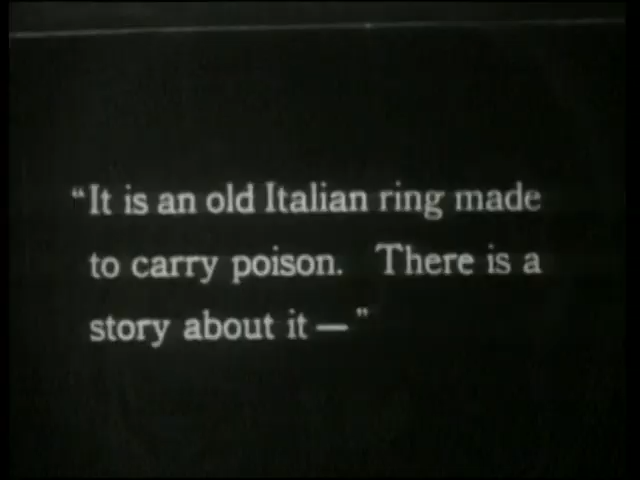 “It is an old Italian ring made
to carry poison. There is a
story about it—”